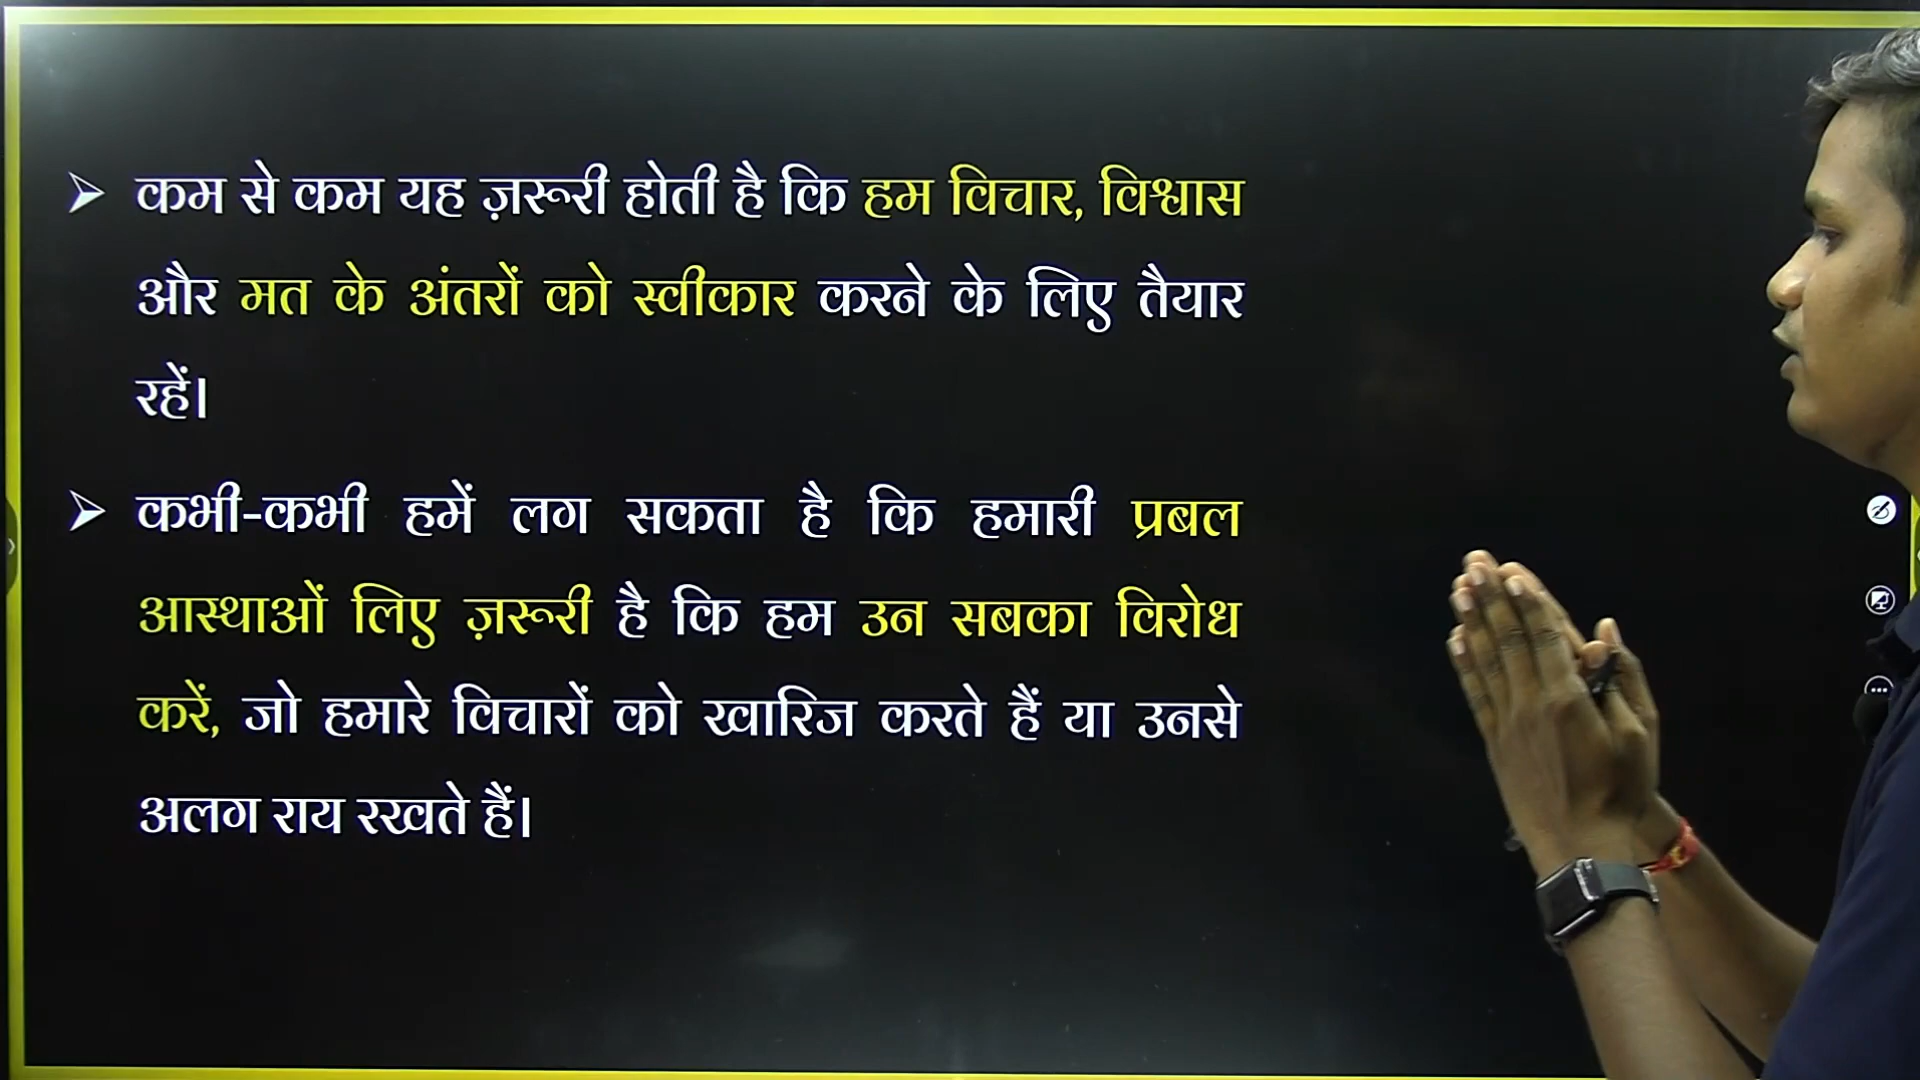 ➢ कम से कम यह ज़रूरी होती है कि हम विचार, विश्वास
और मत के अंतरों को स्वीकार करने के लिए तैयार
रहें।
➢ कभी-कभी हमें लग सकता है कि हमारी प्रबल
आस्थाओं लिए ज़रूरी है कि हम उन सबका विरोध
करें, जो हमारे विचारों को खारिज करते हैं या उनसे
अलग राय रखते हैं।